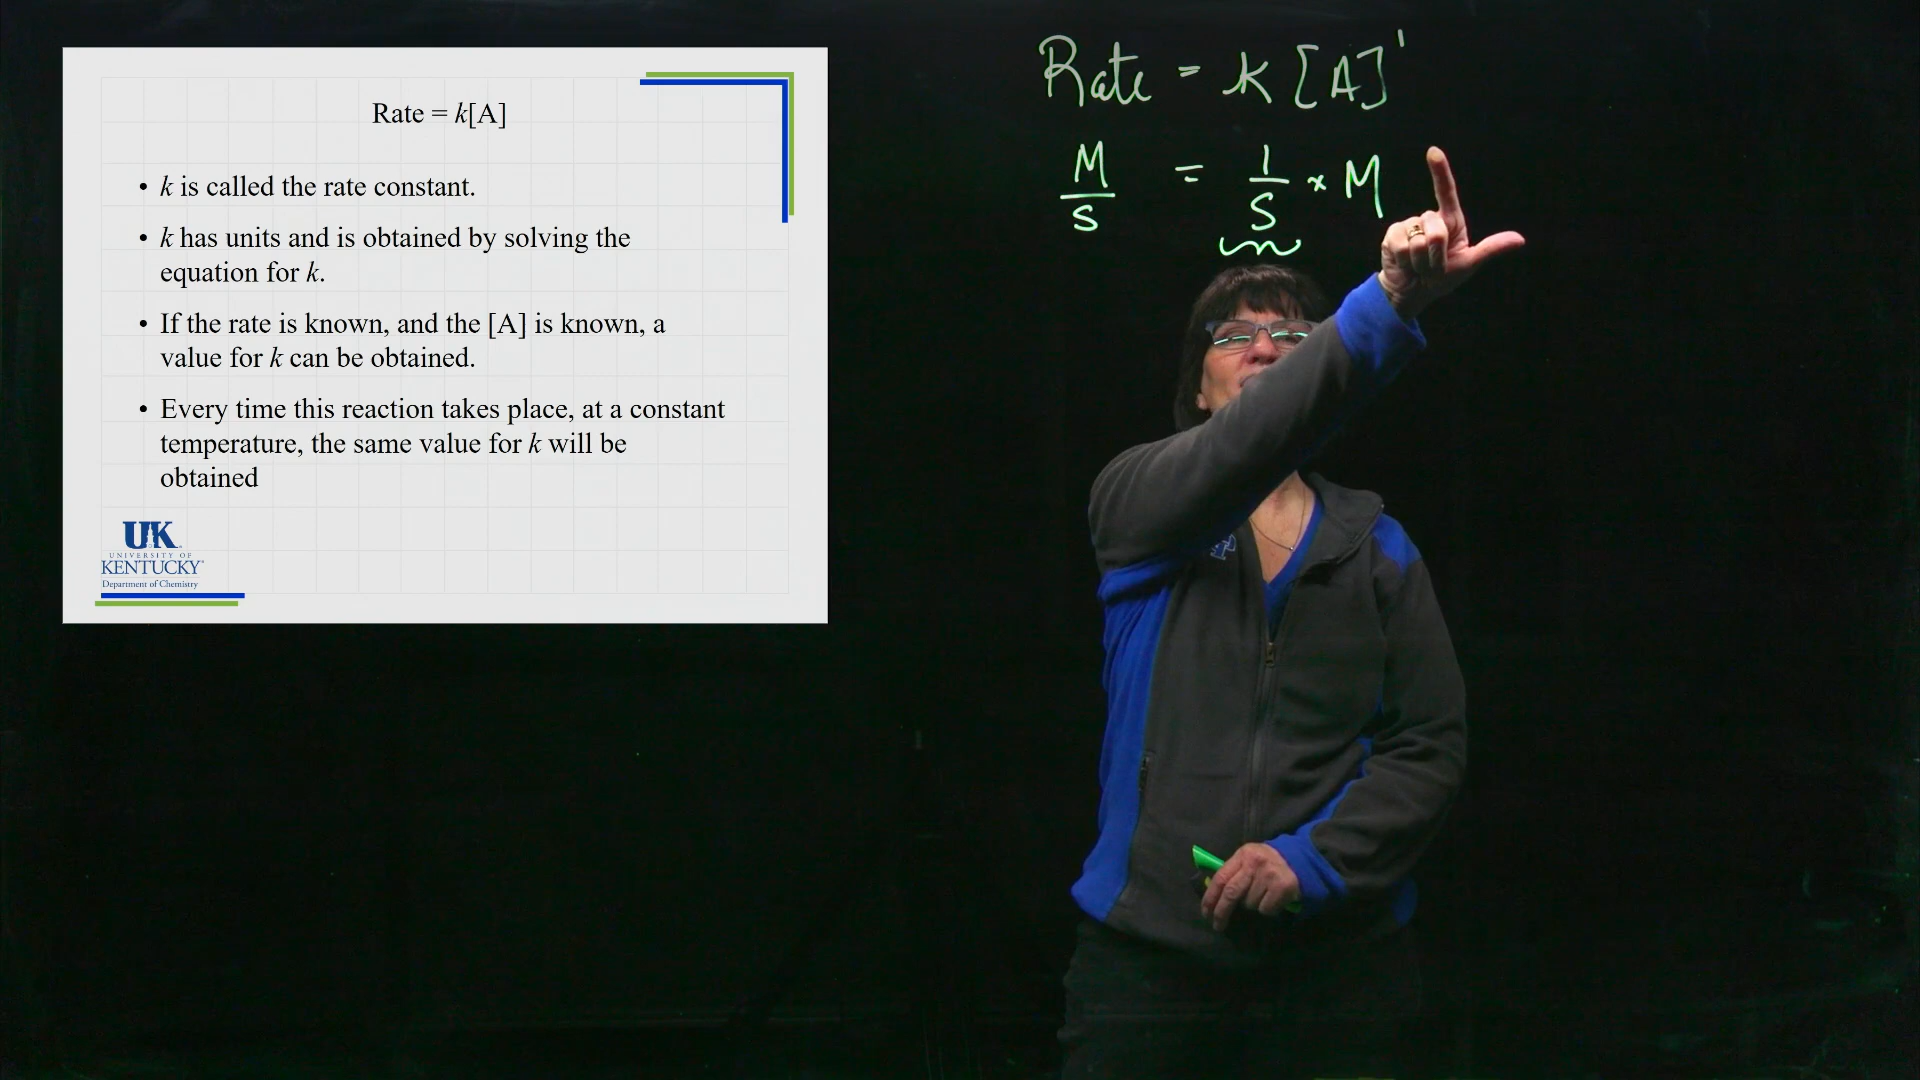 Rate = k[A]
• k is called the rate constant.
• k has units and is obtained by solving the
equation for k.
• If the rate is known, and the [A] is known, a
value for k can be obtained.
• Every time this reaction takes place, at a constant
temperature, the same value for k will be
obtained
UK
UNIVERSITY OF
KENTUCKY
Department of Chemistry
Rate = k [A]¹
M/S = 1/S × M